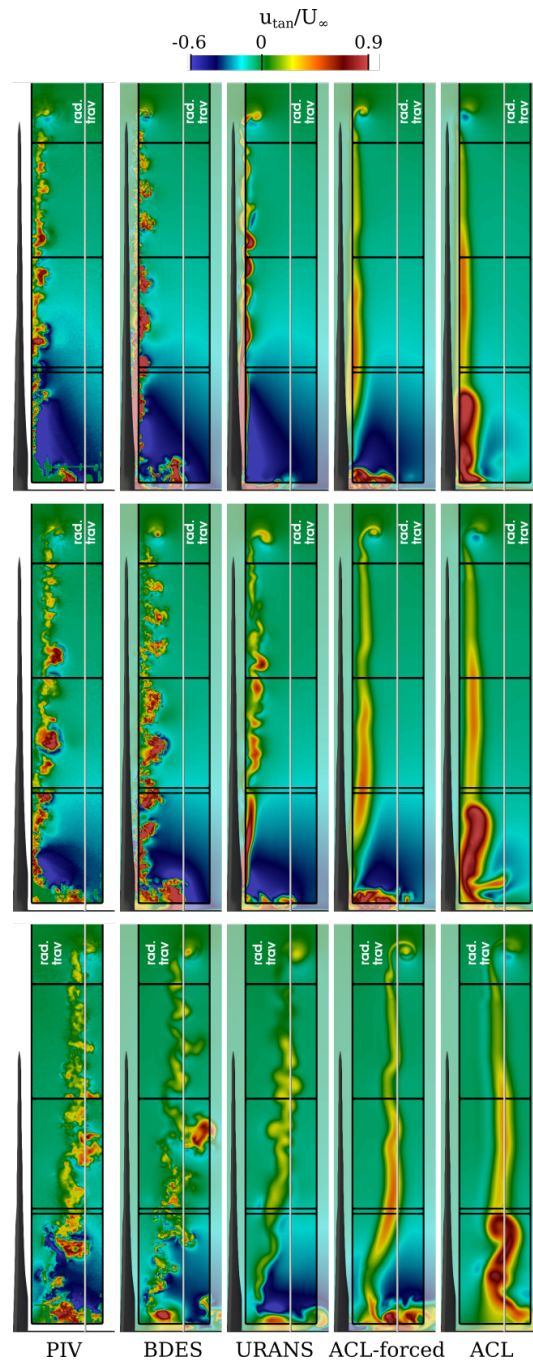 u_tan/U_∞
-0.6 0 0.9
rad.
trav
rad.
trav
rad.
trav
rad.
trav
rad.
trav
rad.
trav
rad.
trav
rad.
trav
rad.
trav
rad.
trav
rad.
trav
rad.
trav
rad.
trav
rad.
trav
rad.
trav
PIV BDES URANS ACL-forced ACL